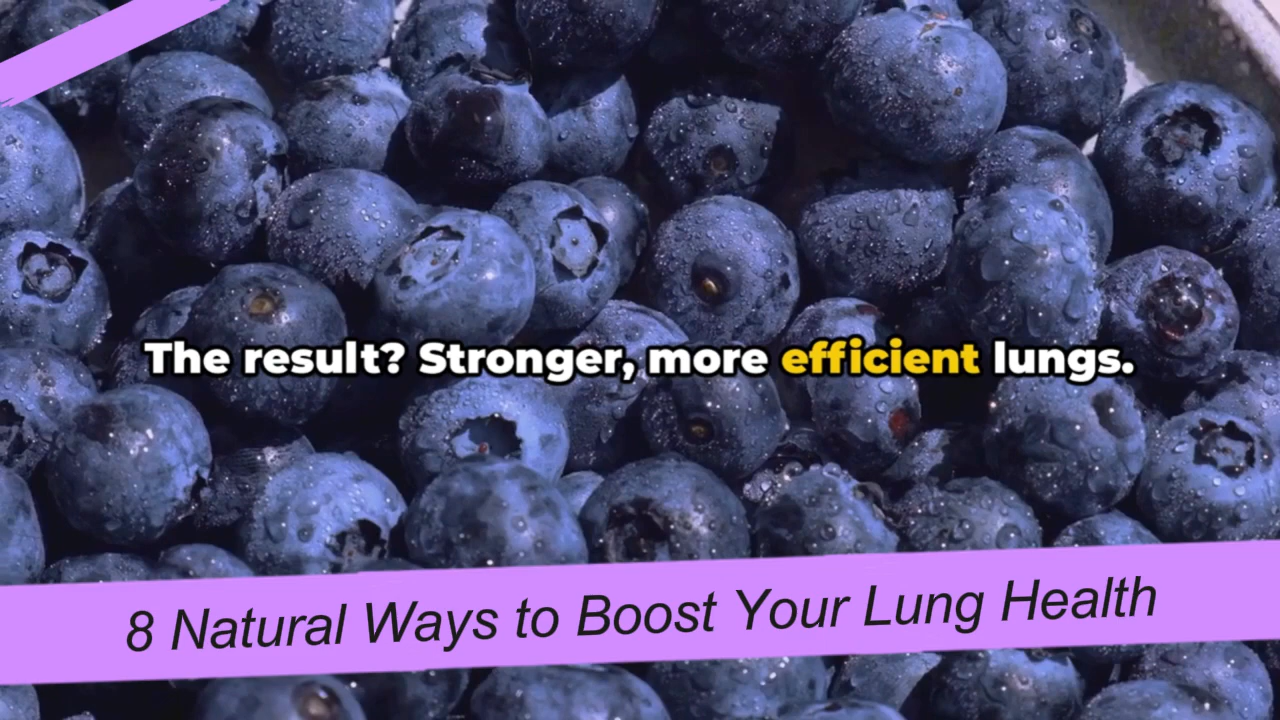 The result? Stronger, more efficient lungs.
8 Natural Ways to Boost Your Lung Health